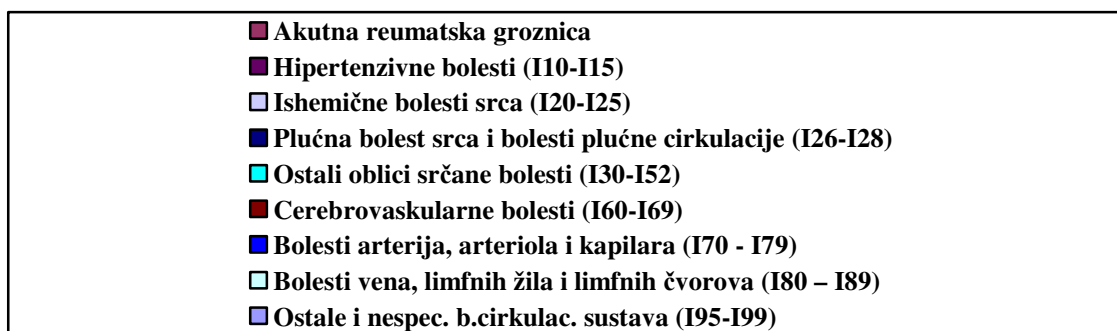 Akutna reumatska groznica
Hipertenzivne bolesti (I10-I15)
Ishemične bolesti srca (I20-I25)
Plućna bolest srca i bolesti plućne cirkulacije (I26-I28)
Ostali oblici srčane bolesti (I30-I52)
Cerebrovaskularne bolesti (I60-I69)
Bolesti arterija, arteriola i kapilara (I70 - I79)
Bolesti vena, limfnih žila i limfnih čvorova (I80 – I89)
Ostale i nespec. b.cirkulac. sustava (I95-I99)